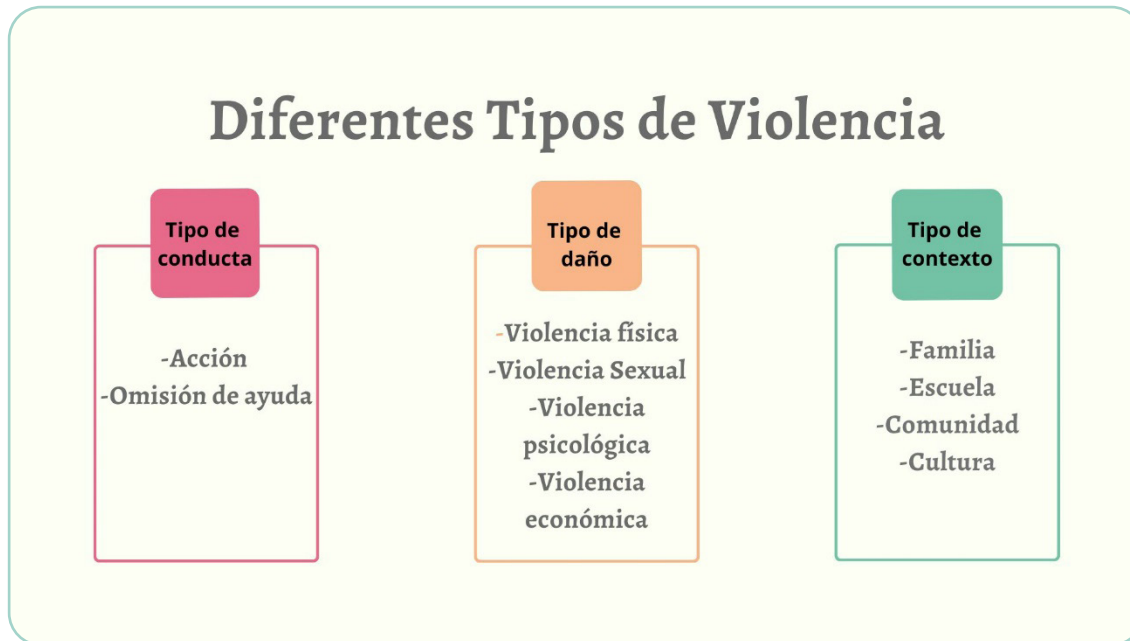 Diferentes Tipos de Violencia
Tipo de
conducta
-Acción
-Omisión de ayuda
Tipo de
daño
-Violencia física
-Violencia Sexual
-Violencia
psicológica
-Violencia
económica
Tipo de
contexto
-Familia
-Escuela
-Comunidad
-Cultura